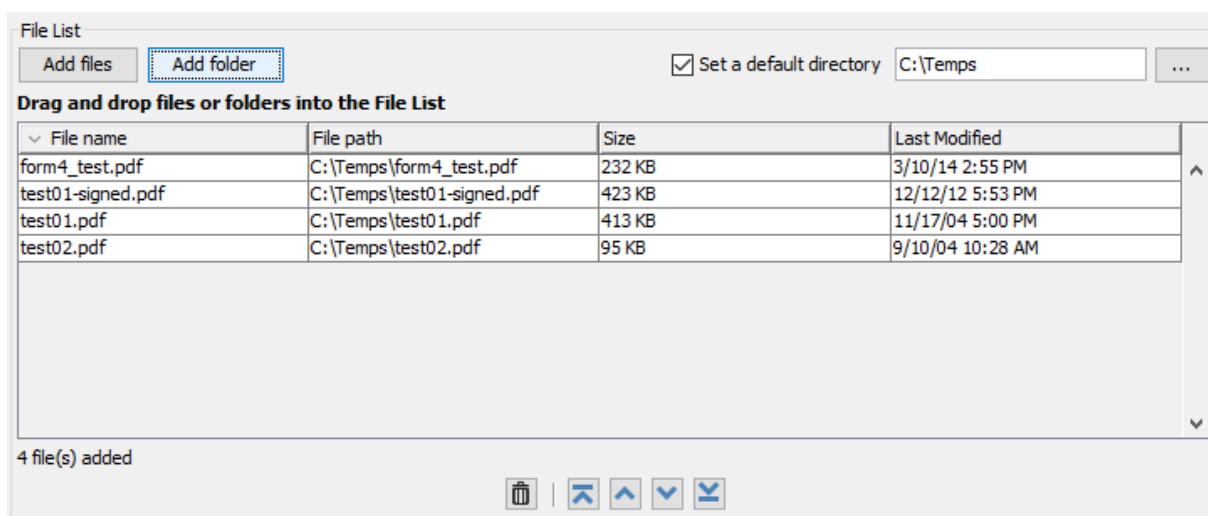 File List
Add files Add folder Set a default directory C:\Temps ...
Drag and drop files or folders into the File List
File name File path Size Last Modified
form4_test.pdf C:\Temps\form4_test.pdf 232 KB 3/10/14 2:55 PM
test01-signed.pdf C:\Temps\test01-signed.pdf 423 KB 12/12/12 5:53 PM
test01.pdf C:\Temps\test01.pdf 413 KB 11/17/04 5:00 PM
test02.pdf C:\Temps\test02.pdf 95 KB 9/10/04 10:28 AM
4 file(s) added